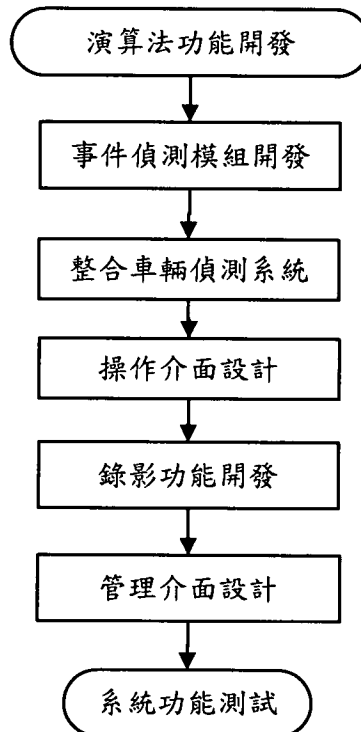 演算法功能開發
事件偵測模組開發
整合車輛偵測系統
操作介面設計
錄影功能開發
管理介面設計
系統功能測試